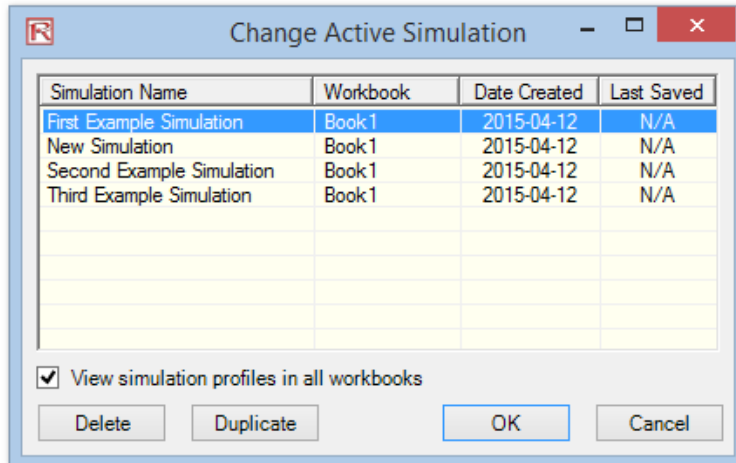 Change Active Simulation
Simulation Name Workbook Date Created Last Saved
First Example Simulation Book1 2015-04-12 N/A
New Simulation Book1 2015-04-12 N/A
Second Example Simulation Book1 2015-04-12 N/A
Third Example Simulation Book1 2015-04-12 N/A
View simulation profiles in all workbooks
Delete Duplicate OK Cancel